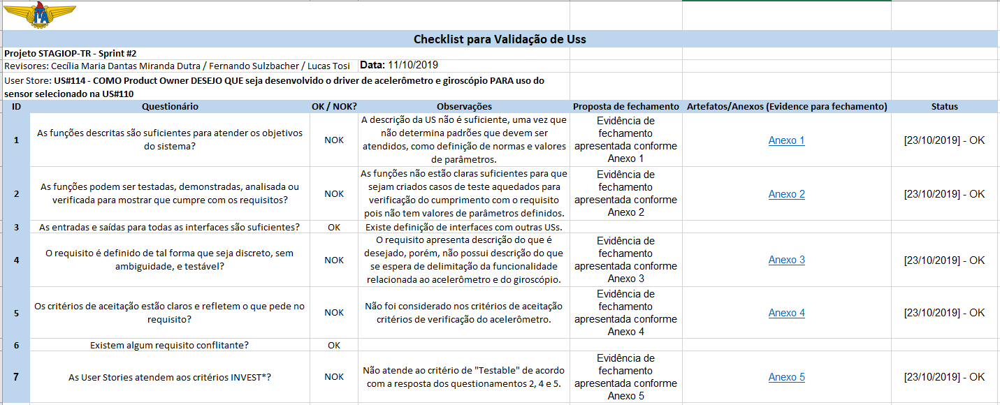 ITA
Checklist para Validação de Uss
Projeto STAGIOP-TR - Sprint #2
Revisores: Cecília Maria Dantas Miranda Dutra / Fernando Sulzbacher / Lucas Tosi
Data: 11/10/2019
User Store: US#114 - COMO Product Owner DESEJO QUE seja desenvolvido o driver de acelerômetro e giroscópio PARA uso do
sensor selecionado na US#110
ID Questionário OK / NOK? Observações Proposta de fechamento Artefatos/Anexos (Evidence para fechamento) Status
1
As funções descritas são suficientes para atender os objetivos
do sistema?
NOK
A descrição da US não é suficiente, uma vez que
não determina padrões que devem ser
atendidos, como definição de normas e valores
de parâmetros.
Evidência de
fechamento
apresentada conforme
Anexo 1
Anexo 1
[23/10/2019] - OK
2
As funções podem ser testadas, demonstradas, analisada ou
verificada para mostrar que cumpre com os requisitos?
NOK
As funções não estão claras suficientes para que
sejam criados casos de teste aquedados para
verificação do cumprimento com o requisito
pois não tem valores de parâmetros definidos.
Evidência de
fechamento
apresentada conforme
Anexo 2
Anexo 2
[23/10/2019] - OK
3
As entradas e saídas para todas as interfaces são suficientes?
OK
Existe definição de interfaces com outras USs.
4
O requisito é definido de tal forma que seja discreto, sem
ambiguidade, e testável?
NOK
O requisito apresenta descrição do que é
desejado, porém, não possui descrição do que
se espera de delimitação da funcionalidade
relacionada ao acelerômetro e do giroscópio.
Evidência de
fechamento
apresentada conforme
Anexo 3
Anexo 3
[23/10/2019] - OK
5
Os critérios de aceitação estão claros e refletem o que pede no
requisito?
NOK
Não foi considerado nos critérios de aceitação
critérios de verificação do acelerômetro.
Evidência de
fechamento
apresentada conforme
Anexo 4
Anexo 4
[23/10/2019] - OK
6
Existem algum requisito conflitante?
OK
7
As User Stories atendem aos critérios INVEST*?
NOK
Não atende ao critério de "Testable" de acordo
com a resposta dos questionamentos 2, 4 e 5.
Evidência de
fechamento
apresentada conforme
Anexo 5
Anexo 5
[23/10/2019] - OK